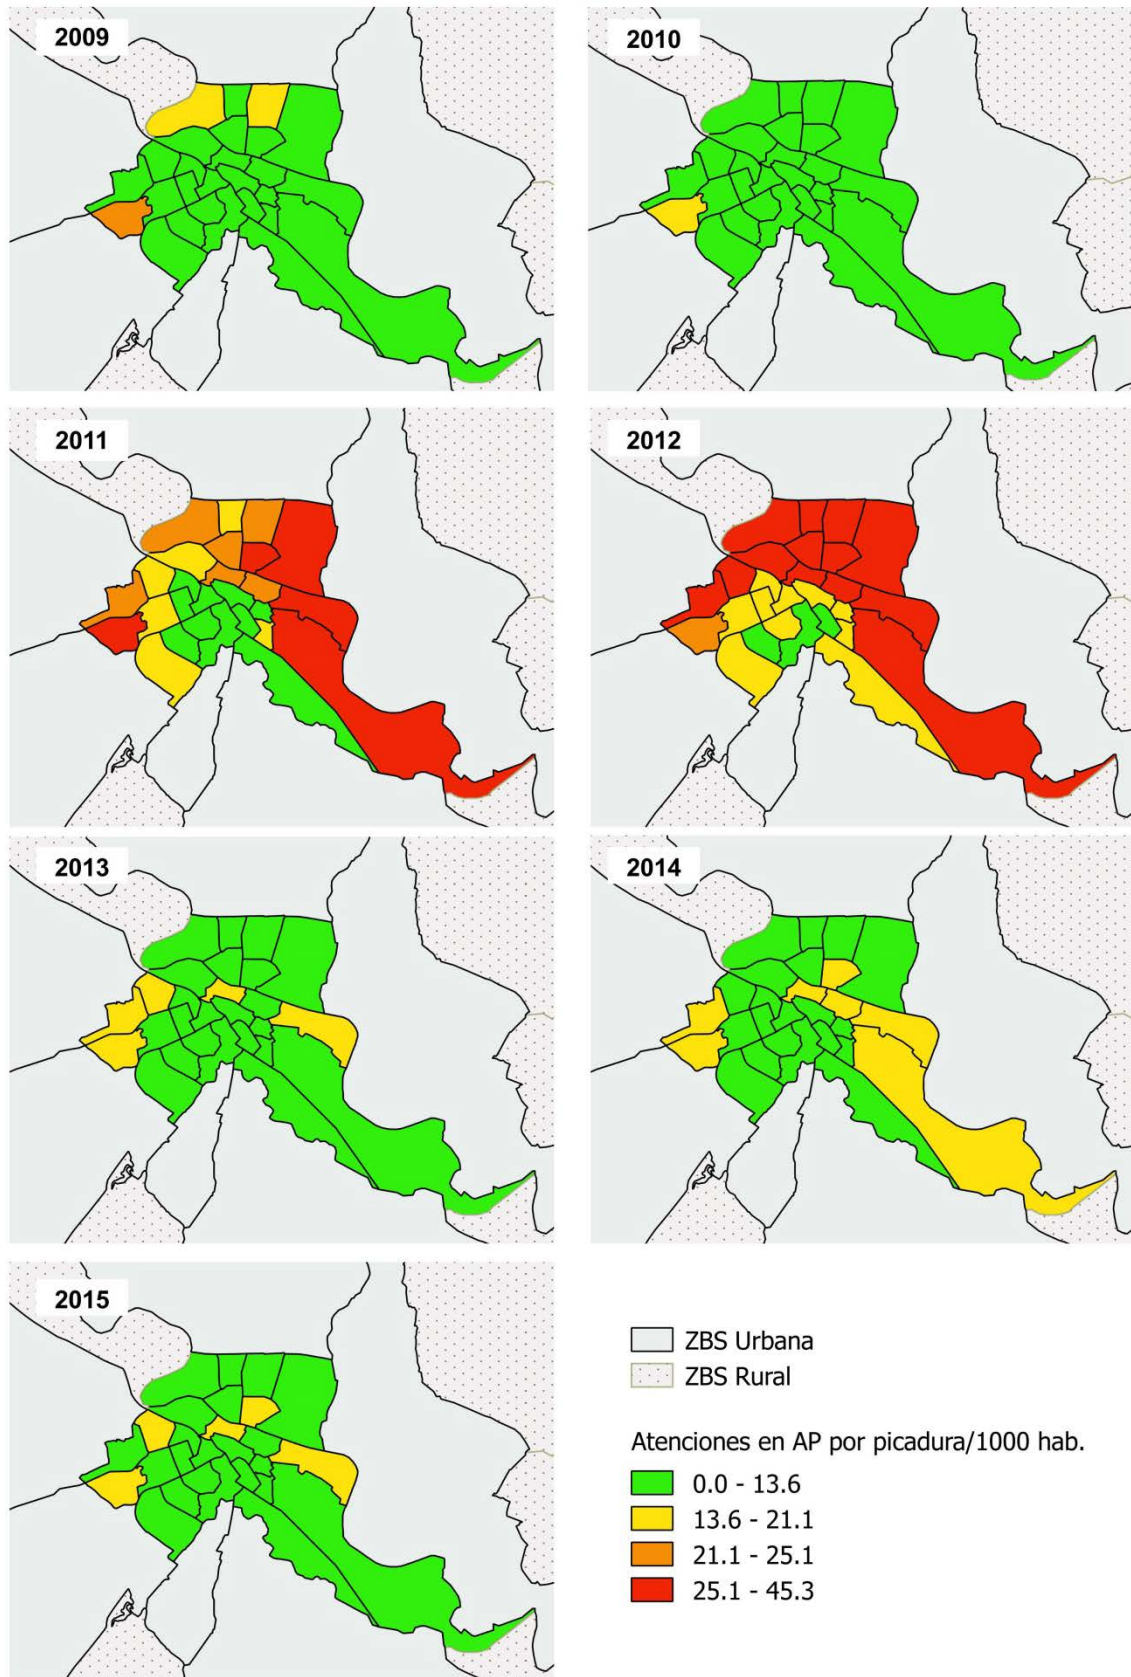 2009
2010
2011
2012
2013
2014
2015
ZBS Urbana
ZBS Rural
Atenciones en AP por picadura/1000 hab.
0.0 - 13.6
13.6 - 21.1
21.1 - 25.1
25.1 - 45.3